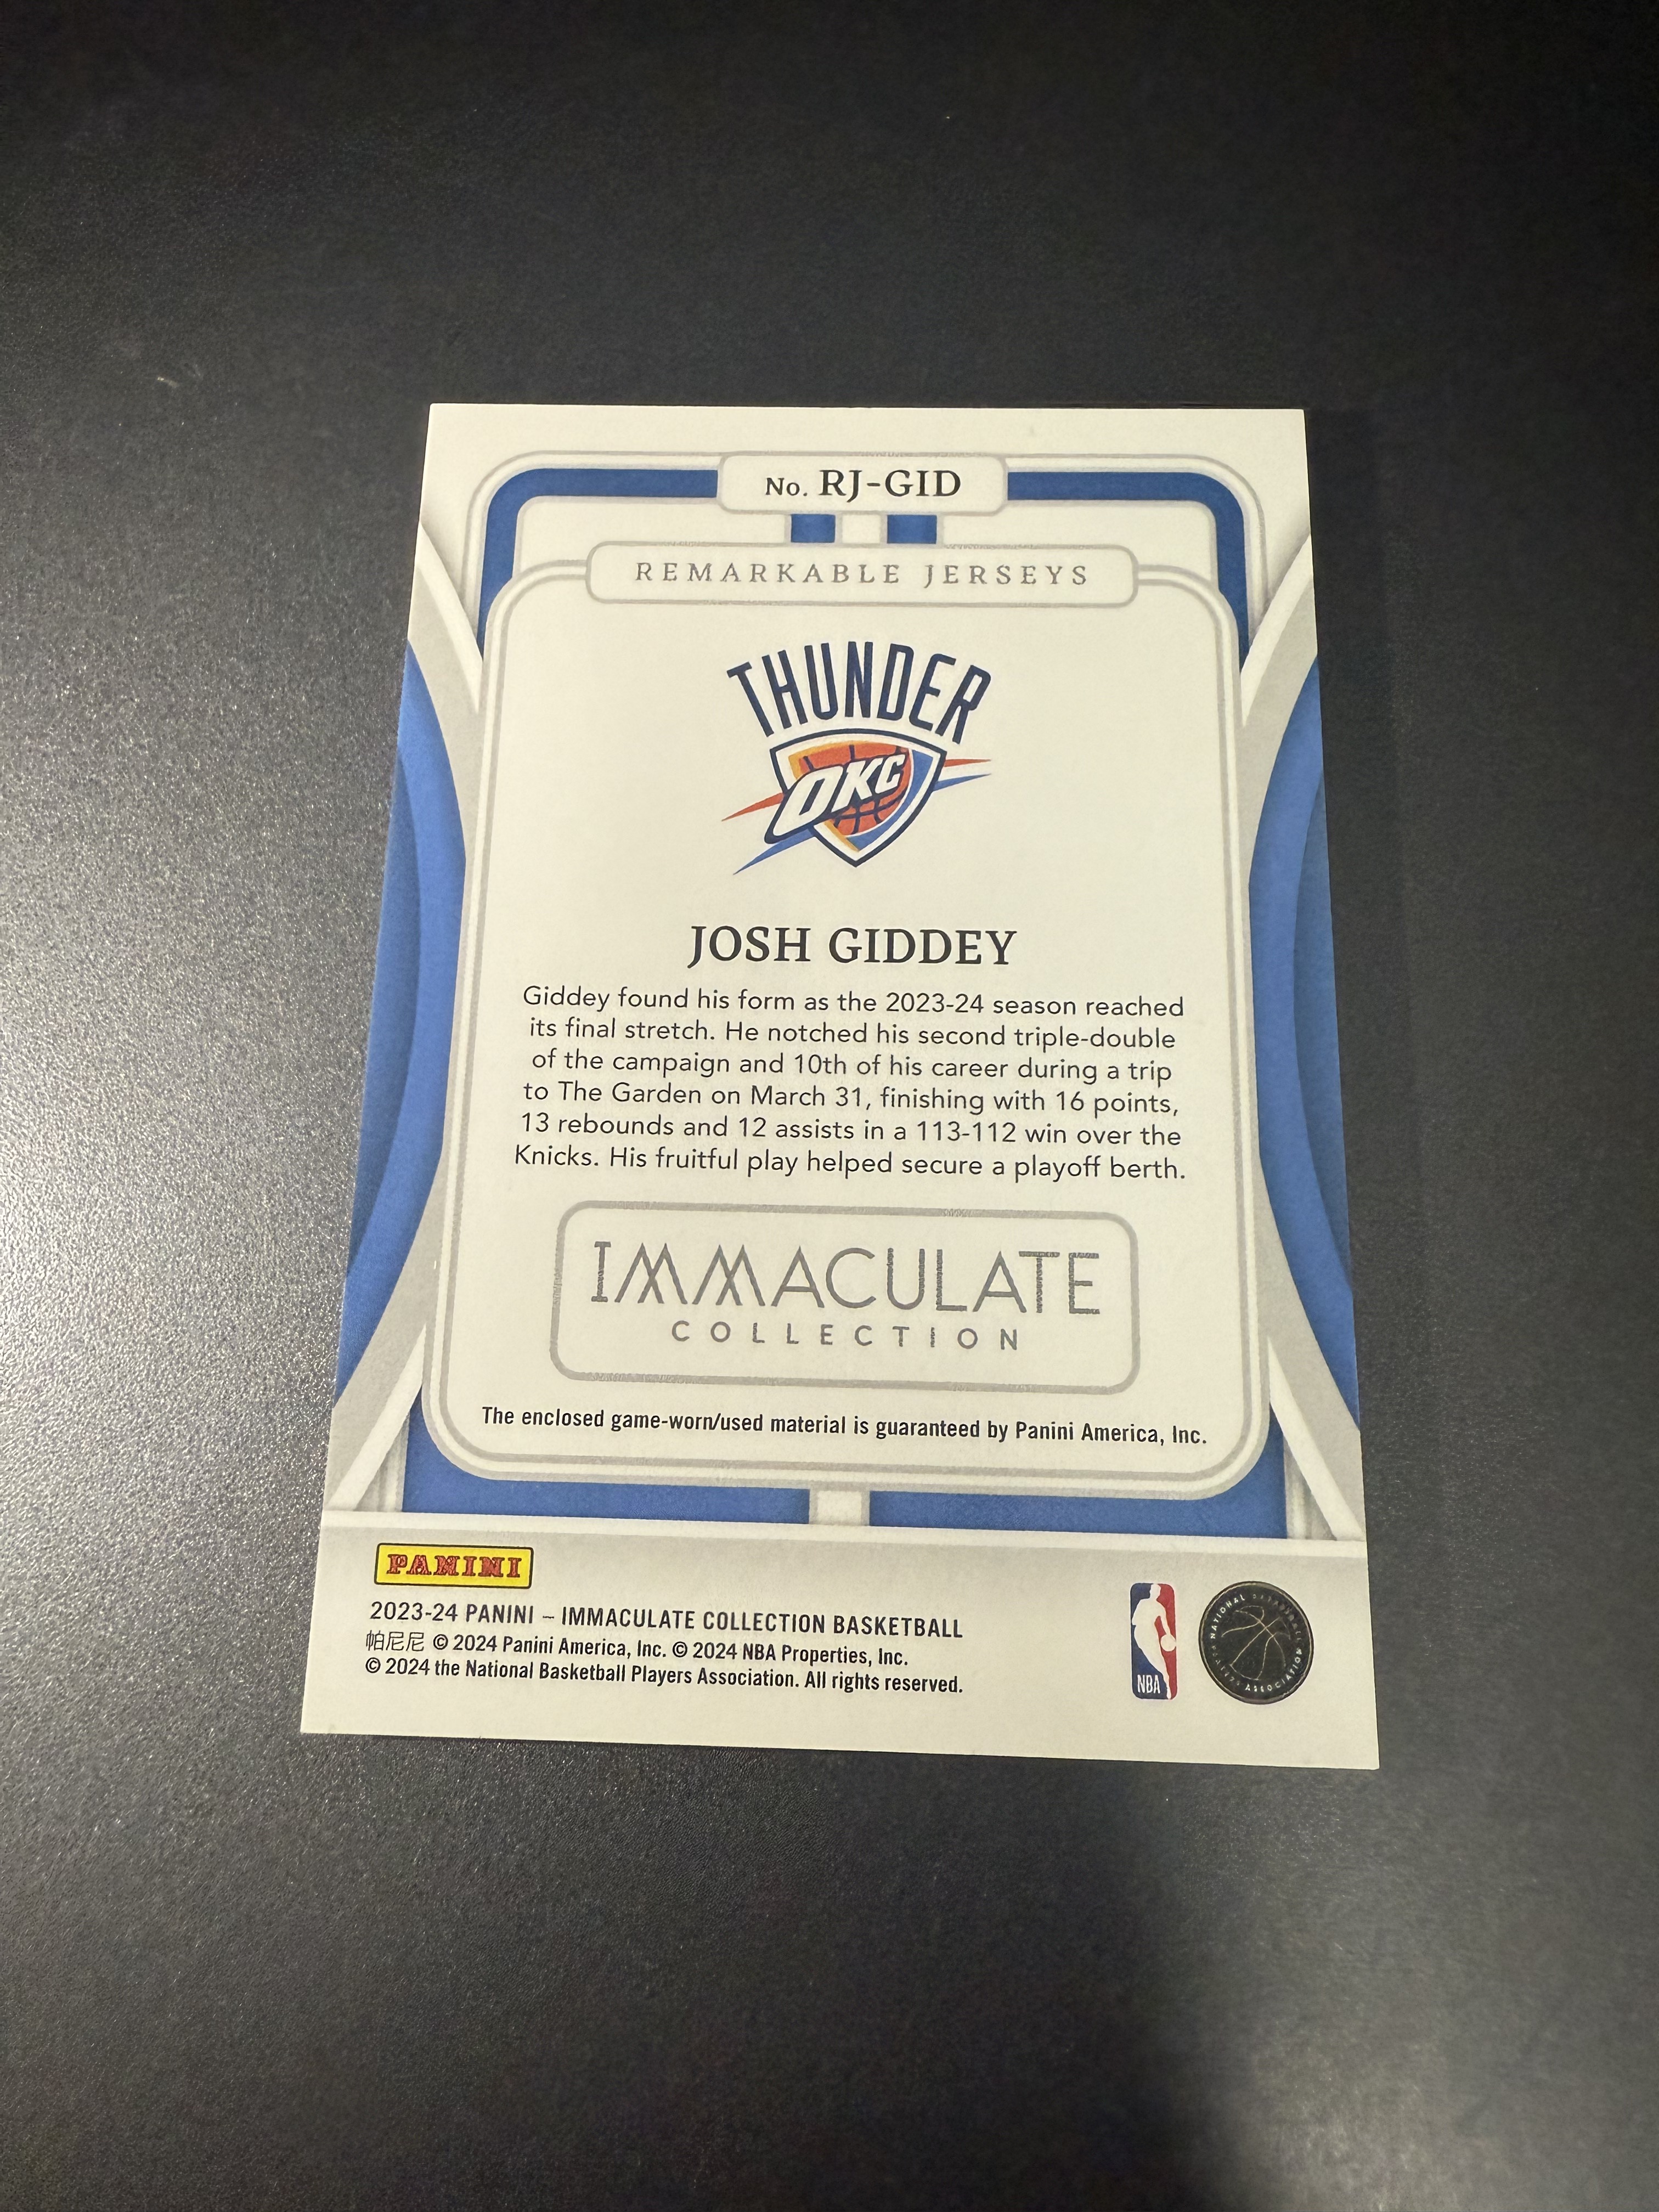 No. RJ-GID
REMARKABLE JERSEYS
THUNDER
OKC
JOSH GIDDEY
Giddey found his form as the 2023-24 season reached
its final stretch. He notched his second triple-double
of the campaign and 10th of his career during a trip
to The Garden on March 31, finishing with 16 points,
13 rebounds and 12 assists in a 113-112 win over the
Knicks. His fruitful play helped secure a playoff berth.
IMMACULATE
COLLECTION
The enclosed game-worn/used material is guaranteed by Panini America, Inc.
PANINI
2023-24 PANINI – IMMACULATE COLLECTION BASKETBALL
帕尼尼 © 2024 Panini America, Inc. © 2024 NBA Properties, Inc.
© 2024 the National Basketball Players Association. All rights reserved.
NBA
NATIONAL BASKETBALL
PLAYERS ASSOCIATION